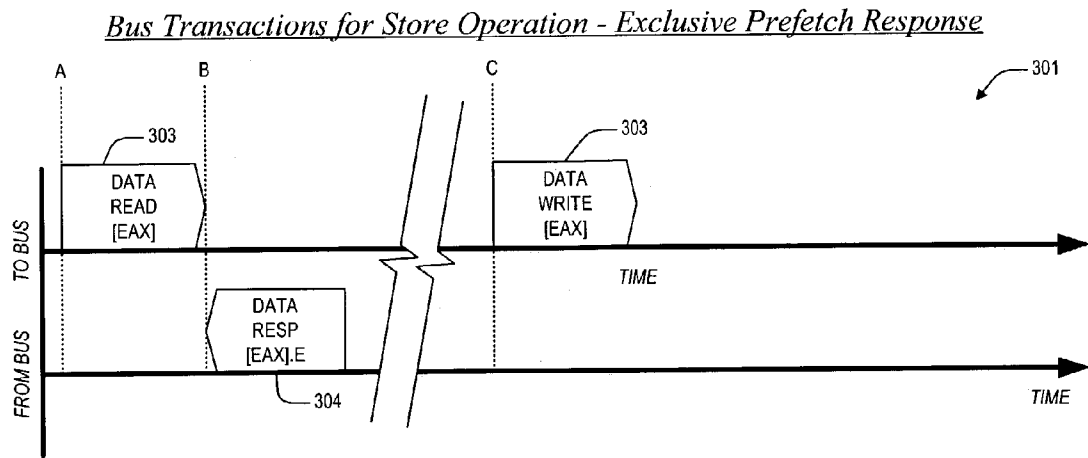 Bus Transactions for Store Operation - Exclusive Prefetch Response
A
B
C
301
303
303
DATA
READ
[EAX]
DATA
WRITE
[EAX]
TO BUS
TIME
DATA
RESP
[EAX].E
FROM BUS
304
TIME